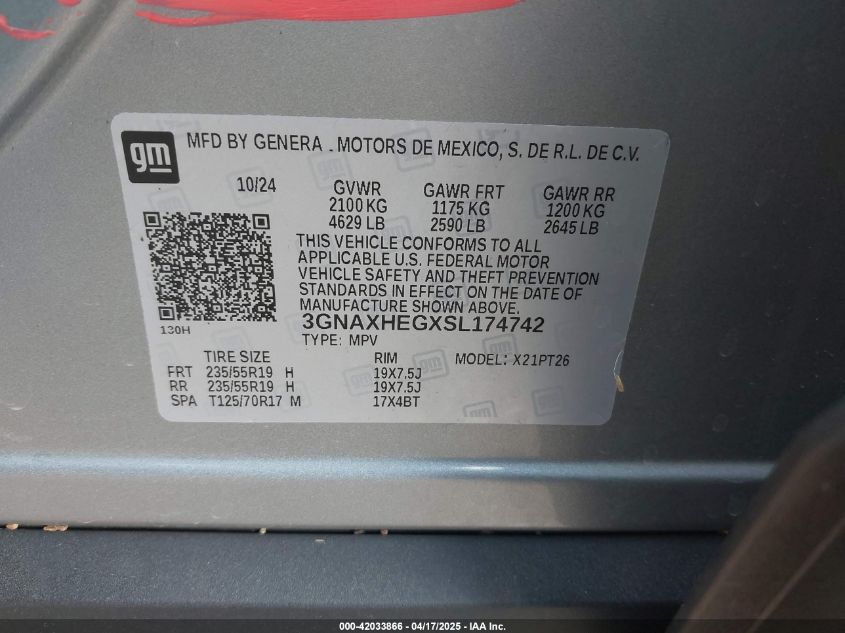 gm
MFD BY GENERA . MOTORS DE MEXICO, S. DE R.L. DE C.V.
10/24 GVWR GAWR FRT GAWR RR
2100 KG 1175 KG 1200 KG
4629 LB 2590 LB 2645 LB
THIS VEHICLE CONFORMS TO ALL
APPLICABLE U.S. FEDERAL MOTOR
VEHICLE SAFETY AND THEFT PREVENTION
STANDARDS IN EFFECT ON THE DATE OF
MANUFACTURE SHOWN ABOVE.
130H 3GNAXHEGXSL174742
TYPE: MPV
TIRE SIZE RIM MODEL: X21PT26
FRT 235/55R19 H 19X7.5J
RR 235/55R19 H 19X7.5J
SPA T125/70R17 M 17X4BT
000-42033866 - 04/17/2025 - IAA Inc.